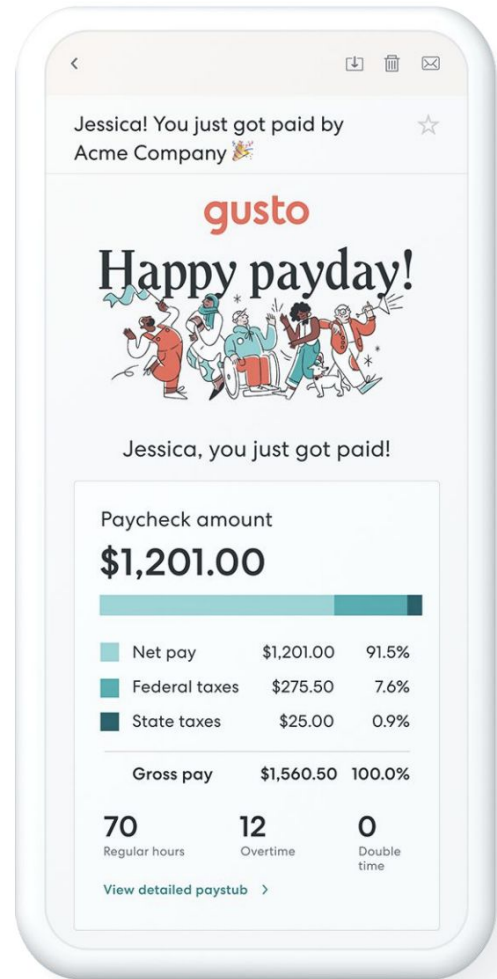 Jessica! You just got paid by
Acme Company 🎉
gusto
Happy payday!
Jessica, you just got paid!
Paycheck amount
$1,201.00
Net pay $1,201.00 91.5%
Federal taxes $275.50 7.6%
State taxes $25.00 0.9%
Gross pay $1,560.50 100.0%
70 12 0
Regular hours Overtime Double
time
View detailed paystub >